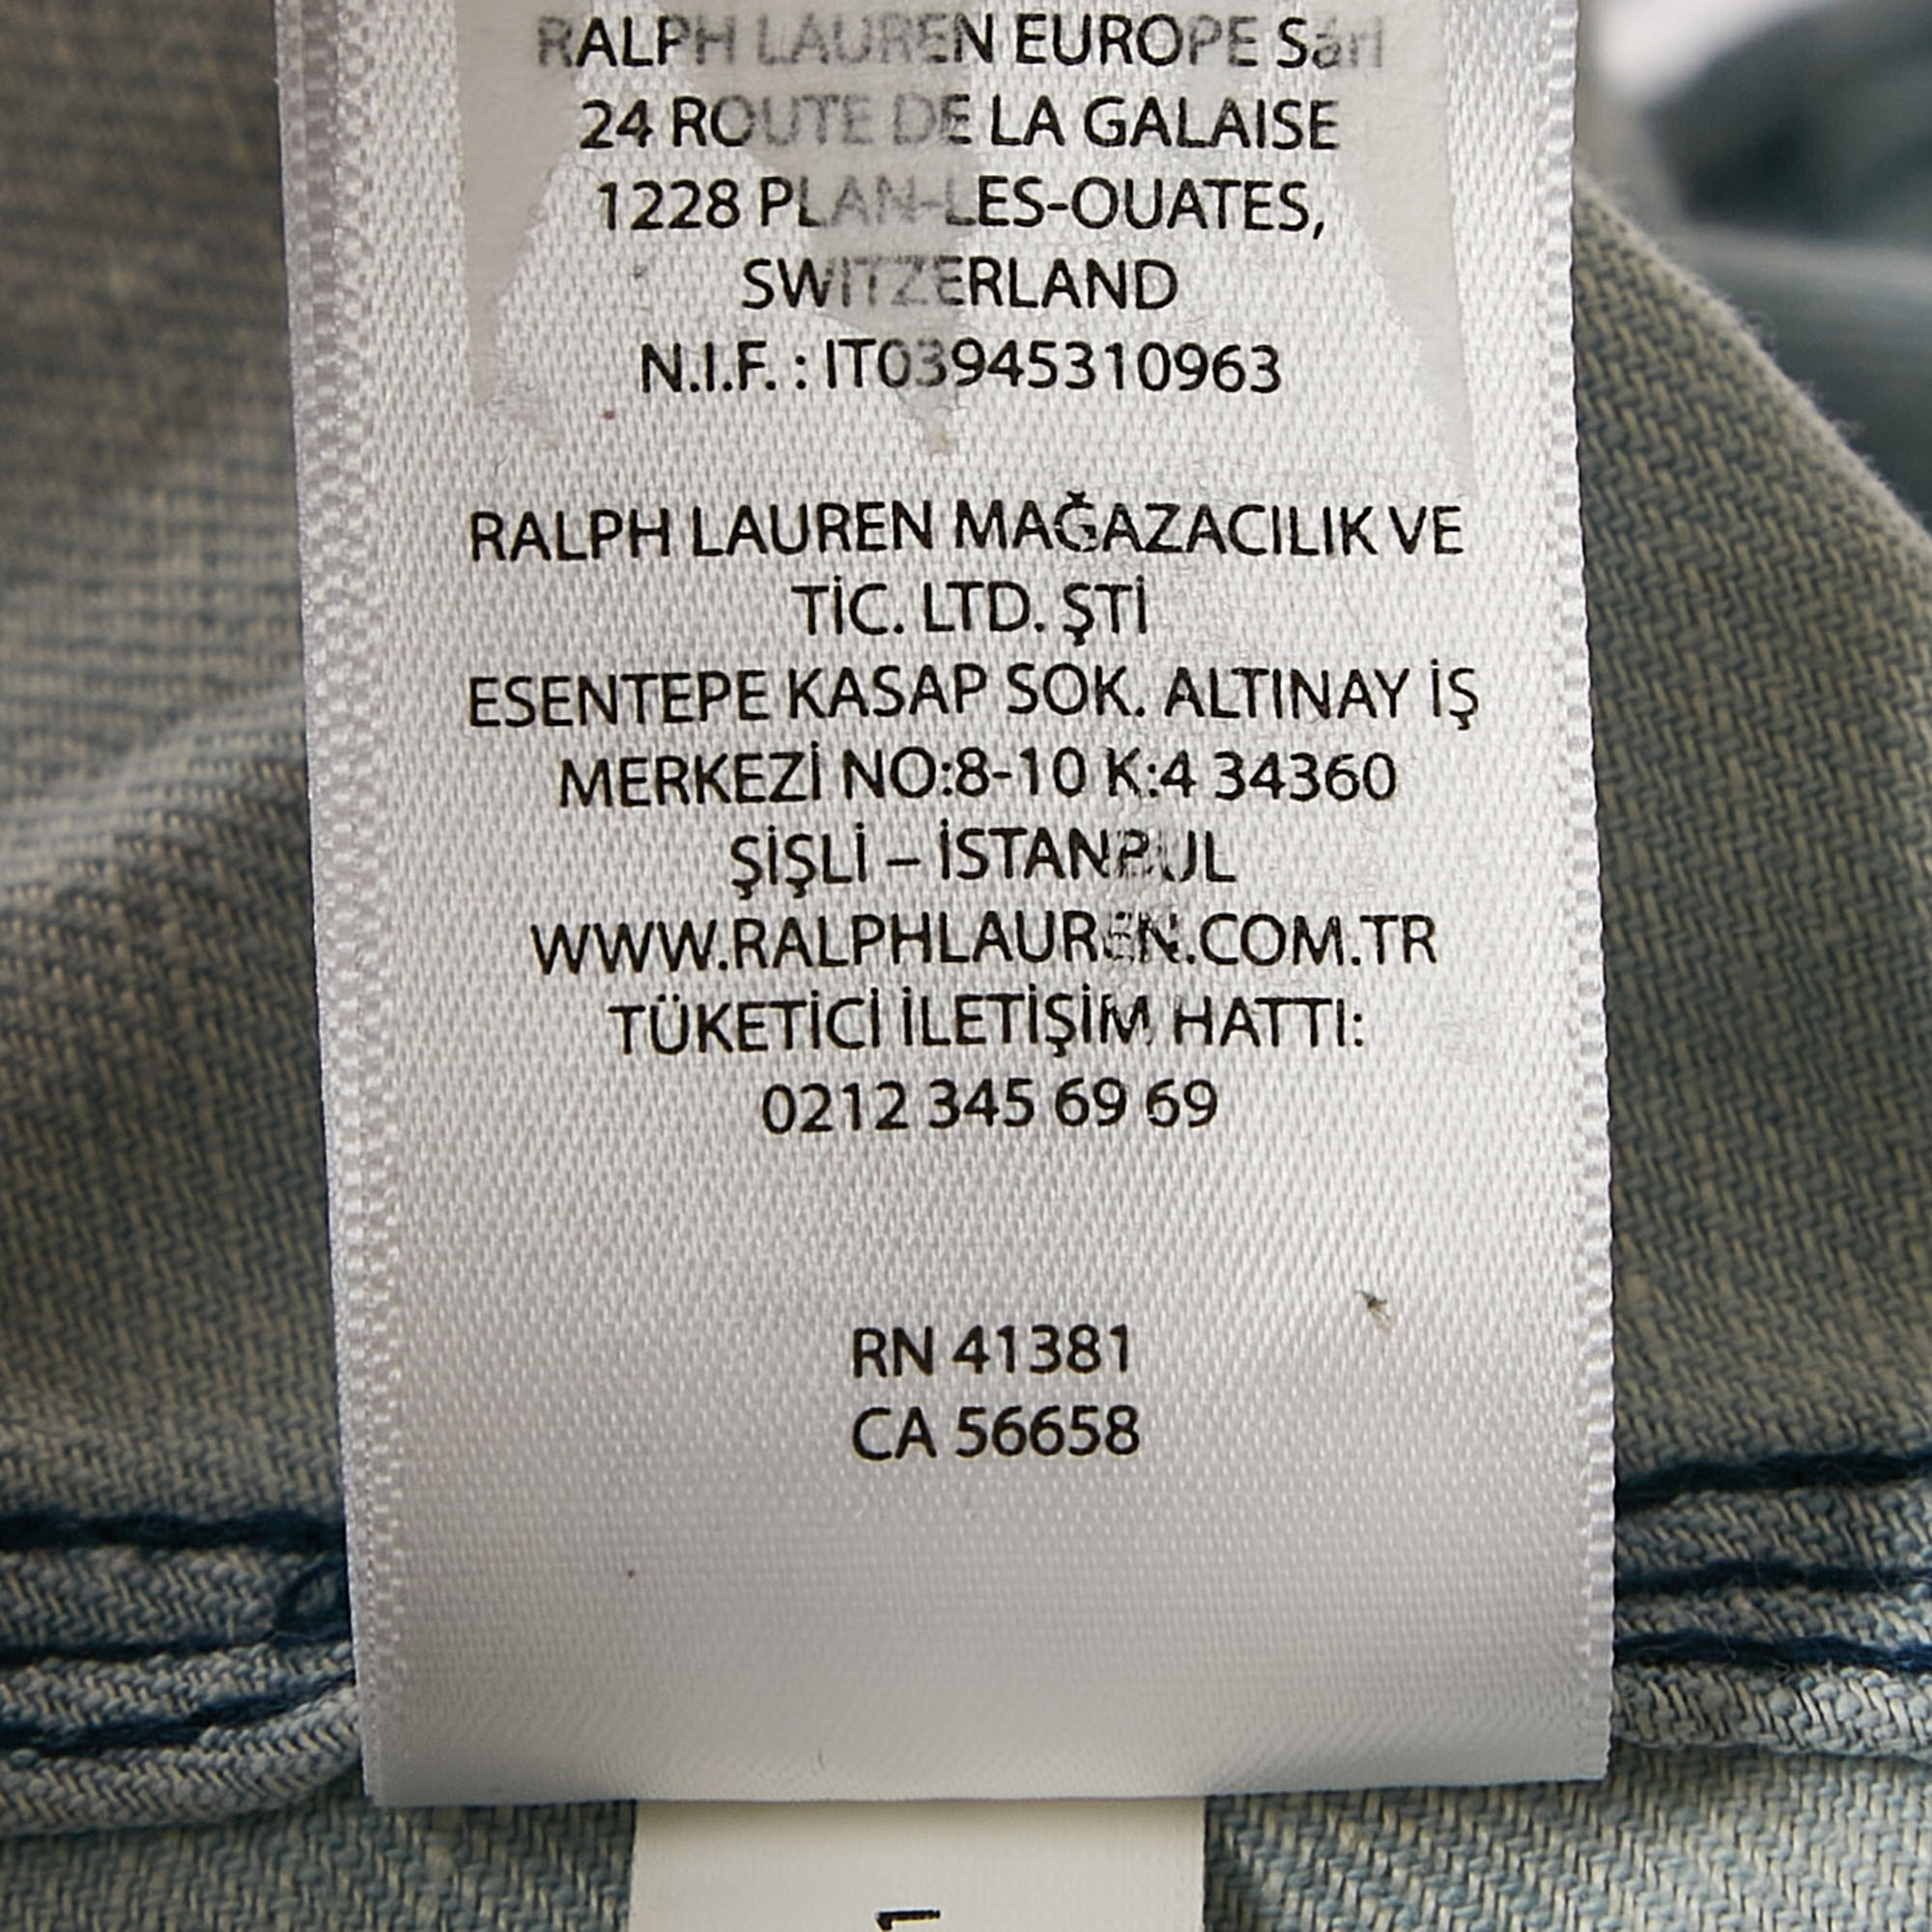 RALPH LAUREN EUROPE Sárl
24 ROUTE DE LA GALAISE
1228 PLAN-LES-OUATES,
SWITZERLAND
N.I.F. : IT03945310963
RALPH LAUREN MAĞAZACILIK VE
TİC. LTD. ŞTİ
ESENTEPE KASAP SOK. ALTINAY İŞ
MERKEZİ NO:8-10 K:4 34360
ŞİŞLİ – İSTANBUL
WWW.RALPHLAUREN.COM.TR
TÜKETİCİ İLETİŞİM HATTI:
0212 345 69 69
RN 41381
CA 56658
1